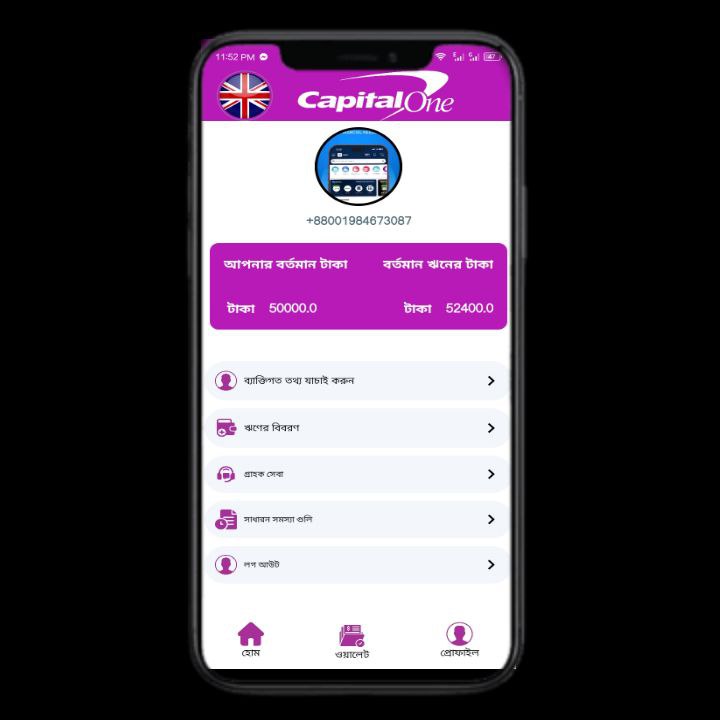 11:52 PM
Capital One
+88001984673087
আপনার বর্তমান টাকা বর্তমান ঋনের টাকা
টাকা 50000.0 টাকা 52400.0
ব্যাক্তিগত তথ্য যাচাই করুন
ঋণের বিবরণ
গ্রাহক সেবা
সাধারন সমস্যা গুলি
লগ আউট
হোম ওয়ালেট প্রোফাইল